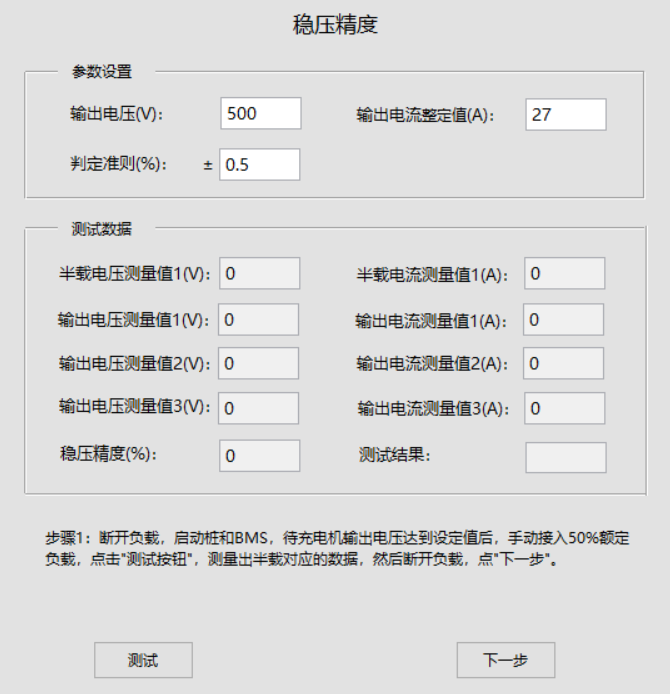 稳压精度
参数设置
输出电压(V): 500 输出电流整定值(A): 27
判定准则(%): ± 0.5
测试数据
半载电压测量值1(V): 0 半载电流测量值1(A): 0
输出电压测量值1(V): 0 输出电流测量值1(A): 0
输出电压测量值2(V): 0 输出电流测量值2(A): 0
输出电压测量值3(V): 0 输出电流测量值3(A): 0
稳压精度(%): 0 测试结果:
步骤1：断开负载，启动桩和BMS，待充电机输出电压达到设定值后，手动接入50%额定
负载，点击"测试按钮"，测量出半载对应的数据，然后断开负载，点"下一步"。
测试 下一步